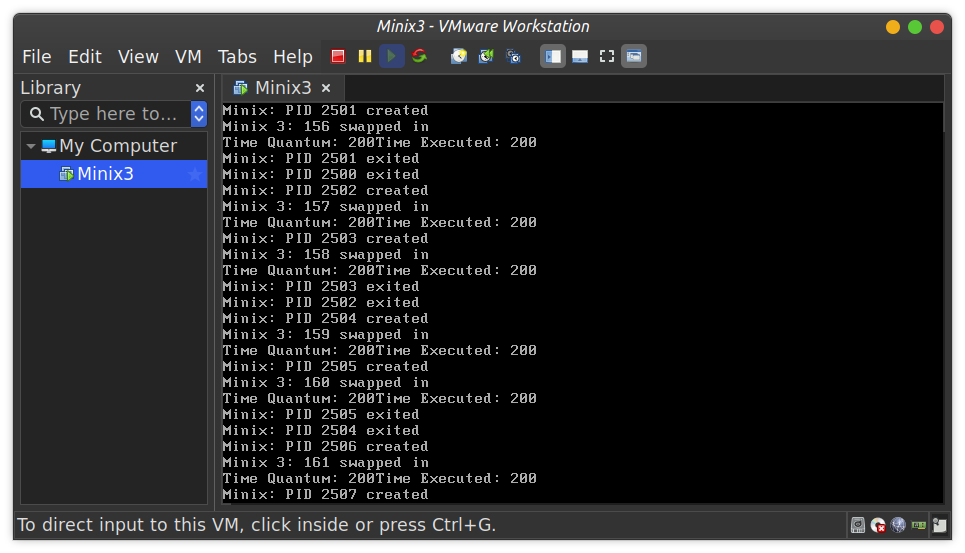 Minix3 - VMware Workstation
File Edit View VM Tabs Help
Library ×
Minix3 ×
Type here to...
My Computer
Minix3
Minix: PID 2501 created
Minix 3: 156 swapped in
Time Quantum: 200Time Executed: 200
Minix: PID 2501 exited
Minix: PID 2500 exited
Minix: PID 2502 created
Minix 3: 157 swapped in
Time Quantum: 200Time Executed: 200
Minix: PID 2503 created
Minix 3: 158 swapped in
Time Quantum: 200Time Executed: 200
Minix: PID 2503 exited
Minix: PID 2502 exited
Minix: PID 2504 created
Minix 3: 159 swapped in
Time Quantum: 200Time Executed: 200
Minix: PID 2505 created
Minix 3: 160 swapped in
Time Quantum: 200Time Executed: 200
Minix: PID 2505 exited
Minix: PID 2504 exited
Minix: PID 2506 created
Minix 3: 161 swapped in
Time Quantum: 200Time Executed: 200
Minix: PID 2507 created
To direct input to this VM, click inside or press Ctrl+G.